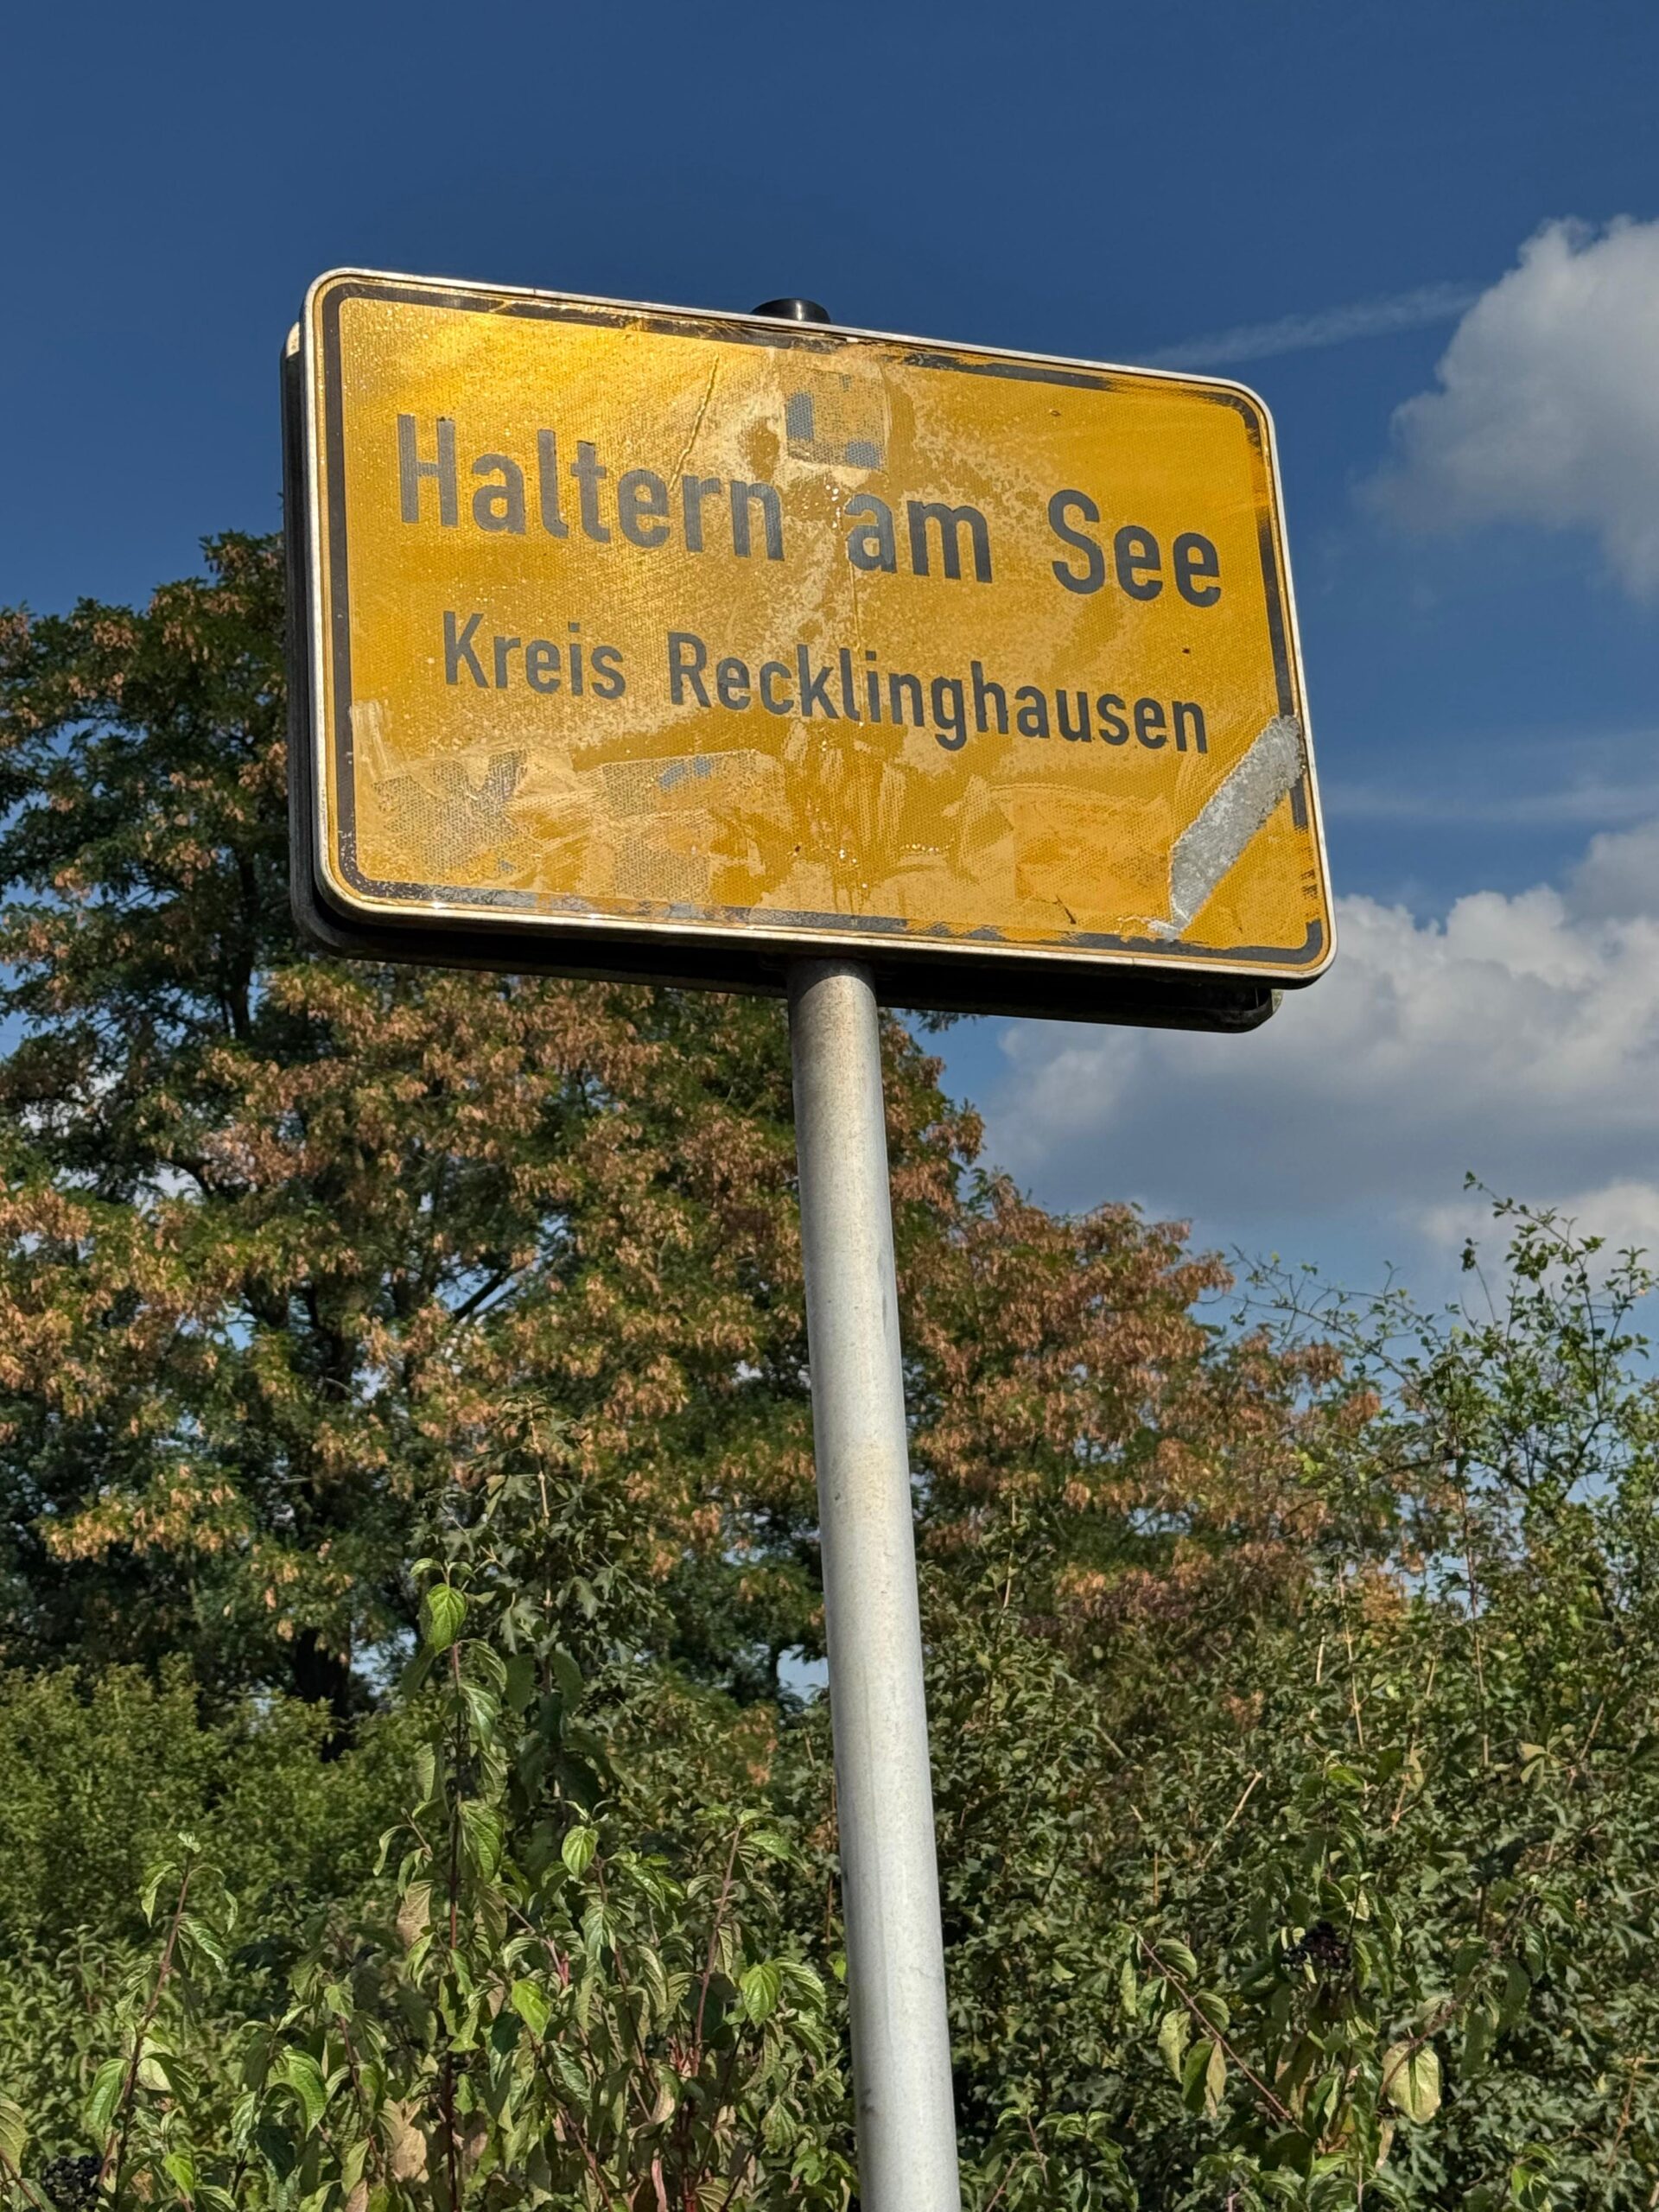 Haltern am See
Kreis Recklinghausen